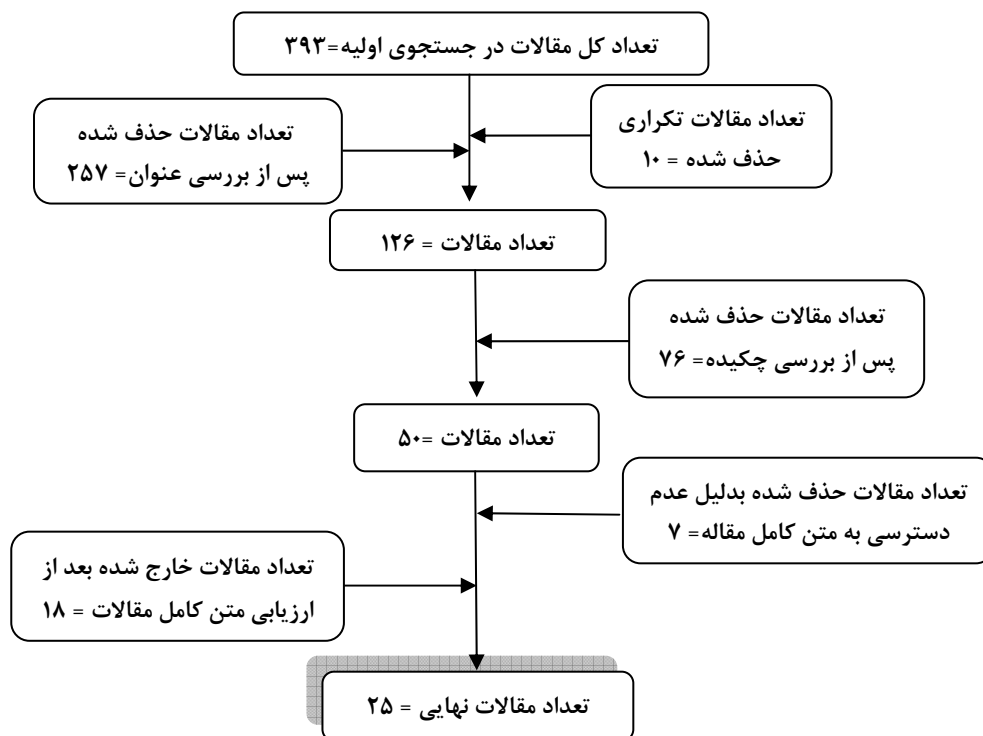 تعداد کل مقالات در جستجوی اولیه=۳۹۳
تعداد مقالات تکراری
حذف شده = ۱۰
تعداد مقالات حذف شده
پس از بررسی عنوان= ۲۵۷
تعداد مقالات = ۱۲۶
تعداد مقالات حذف شده
پس از بررسی چکیده= ۷۶
تعداد مقالات =۵۰
تعداد مقالات حذف شده بدلیل عدم
دسترسی به متن کامل مقاله= ۷
تعداد مقالات خارج شده بعد از
ارزیابی متن کامل مقالات = ۱۸
تعداد مقالات نهایی = ۲۵